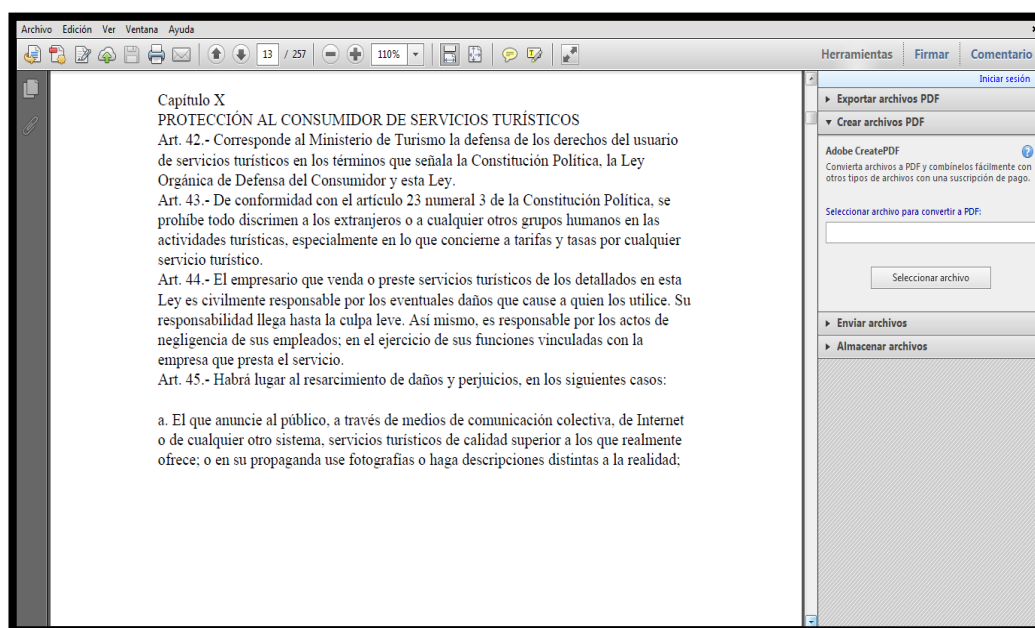 Archivo Edición Ver Ventana Ayuda
13 / 257 110%
Herramientas Firmar Comentario
Iniciar sesión
Capítulo X
PROTECCIÓN AL CONSUMIDOR DE SERVICIOS TURÍSTICOS
Art. 42.- Corresponde al Ministerio de Turismo la defensa de los derechos del usuario
de servicios turísticos en los términos que señala la Constitución Política, la Ley
Orgánica de Defensa del Consumidor y esta Ley.
Art. 43.- De conformidad con el artículo 23 numeral 3 de la Constitución Política, se
prohíbe todo discrimen a los extranjeros o a cualquier otros grupos humanos en las
actividades turísticas, especialmente en lo que concierne a tarifas y tasas por cualquier
servicio turístico.
Art. 44.- El empresario que venda o preste servicios turísticos de los detallados en esta
Ley es civilmente responsable por los eventuales daños que cause a quien los utilice. Su
responsabilidad llega hasta la culpa leve. Así mismo, es responsable por los actos de
negligencia de sus empleados; en el ejercicio de sus funciones vinculadas con la
empresa que presta el servicio.
Art. 45.- Habrá lugar al resarcimiento de daños y perjuicios, en los siguientes casos:
a. El que anuncie al público, a través de medios de comunicación colectiva, de Internet
o de cualquier otro sistema, servicios turísticos de calidad superior a los que realmente
ofrece; o en su propaganda use fotografías o haga descripciones distintas a la realidad;
Exportar archivos PDF
Crear archivos PDF
Adobe CreatePDF
Convierta archivos a PDF y combínelos fácilmente con
otros tipos de archivos con una suscripción de pago.
Seleccionar archivo para convertir a PDF:
Seleccionar archivo
Enviar archivos
Almacenar archivos